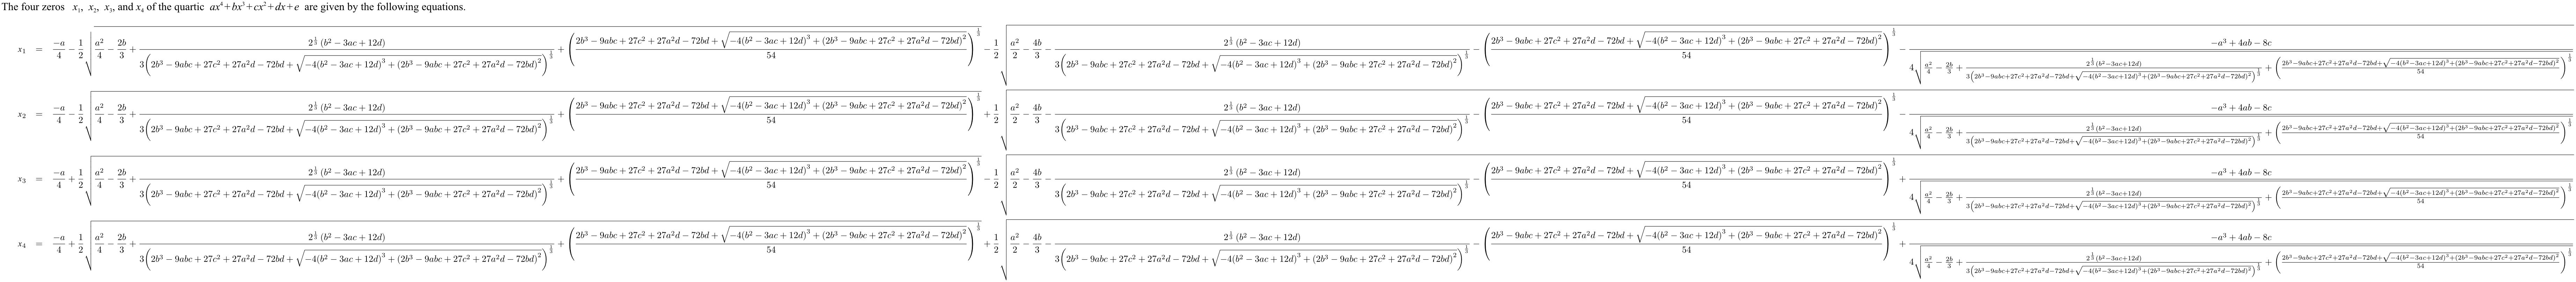 The four zeros x₁, x₂, x₃, and x₄ of the quartic ax⁴+bx³+cx²+dx+e are given by the following equations.
x₁ = \frac{-a}{4} - \frac{1}{2}\sqrt{\frac{a^2}{4} - \frac{2b}{3} + \frac{2^{\frac{1}{3}}(b^2 - 3ac + 12d)}{3\left(2b^3 - 9abc + 27c^2 + 27a^2d - 72bd + \sqrt{-4(b^2 - 3ac + 12d)^3 + (2b^3 - 9abc + 27c^2 + 27a^2d - 72bd)^2}\right)^{\frac{1}{3}}} + \left(\frac{2b^3 - 9abc + 27c^2 + 27a^2d - 72bd + \sqrt{-4(b^2 - 3ac + 12d)^3 + (2b^3 - 9abc + 27c^2 + 27a^2d - 72bd)^2}}{54}\right)^{\frac{1}{3}}} - \frac{1}{2}\sqrt{\frac{a^2}{2} - \frac{4b}{3} - \frac{2^{\frac{1}{3}}(b^2 - 3ac + 12d)}{3\left(2b^3 - 9abc + 27c^2 + 27a^2d - 72bd + \sqrt{-4(b^2 - 3ac + 12d)^3 + (2b^3 - 9abc + 27c^2 + 27a^2d - 72bd)^2}\right)^{\frac{1}{3}}} - \left(\frac{2b^3 - 9abc + 27c^2 + 27a^2d - 72bd + \sqrt{-4(b^2 - 3ac + 12d)^3 + (2b^3 - 9abc + 27c^2 + 27a^2d - 72bd)^2}}{54}\right)^{\frac{1}{3}} - \frac{-a^3 + 4ab - 8c}{4\sqrt{\frac{a^2}{4} - \frac{2b}{3} + \frac{2^{\frac{1}{3}}(b^2-3ac+12d)}{3\left(2b^3-9abc+27c^2+27a^2d-72bd+\sqrt{-4(b^2-3ac+12d)^3+(2b^3-9abc+27c^2+27a^2d-72bd)^2}\right)^{\frac{1}{3}}} + \left(\frac{2b^3-9abc+27c^2+27a^2d-72bd+\sqrt{-4(b^2-3ac+12d)^3+(2b^3-9abc+27c^2+27a^2d-72bd)^2}}{54}\right)^{\frac{1}{3}}}}}
x₂ = \frac{-a}{4} - \frac{1}{2}\sqrt{\frac{a^2}{4} - \frac{2b}{3} + \frac{2^{\frac{1}{3}}(b^2 - 3ac + 12d)}{3\left(2b^3 - 9abc + 27c^2 + 27a^2d - 72bd + \sqrt{-4(b^2 - 3ac + 12d)^3 + (2b^3 - 9abc + 27c^2 + 27a^2d - 72bd)^2}\right)^{\frac{1}{3}}} + \left(\frac{2b^3 - 9abc + 27c^2 + 27a^2d - 72bd + \sqrt{-4(b^2 - 3ac + 12d)^3 + (2b^3 - 9abc + 27c^2 + 27a^2d - 72bd)^2}}{54}\right)^{\frac{1}{3}}} + \frac{1}{2}\sqrt{\frac{a^2}{2} - \frac{4b}{3} - \frac{2^{\frac{1}{3}}(b^2 - 3ac + 12d)}{3\left(2b^3 - 9abc + 27c^2 + 27a^2d - 72bd + \sqrt{-4(b^2 - 3ac + 12d)^3 + (2b^3 - 9abc + 27c^2 + 27a^2d - 72bd)^2}\right)^{\frac{1}{3}}} - \left(\frac{2b^3 - 9abc + 27c^2 + 27a^2d - 72bd + \sqrt{-4(b^2 - 3ac + 12d)^3 + (2b^3 - 9abc + 27c^2 + 27a^2d - 72bd)^2}}{54}\right)^{\frac{1}{3}} - \frac{-a^3 + 4ab - 8c}{4\sqrt{\frac{a^2}{4} - \frac{2b}{3} + \frac{2^{\frac{1}{3}}(b^2-3ac+12d)}{3\left(2b^3-9abc+27c^2+27a^2d-72bd+\sqrt{-4(b^2-3ac+12d)^3+(2b^3-9abc+27c^2+27a^2d-72bd)^2}\right)^{\frac{1}{3}}} + \left(\frac{2b^3-9abc+27c^2+27a^2d-72bd+\sqrt{-4(b^2-3ac+12d)^3+(2b^3-9abc+27c^2+27a^2d-72bd)^2}}{54}\right)^{\frac{1}{3}}}}}
x₃ = \frac{-a}{4} + \frac{1}{2}\sqrt{\frac{a^2}{4} - \frac{2b}{3} + \frac{2^{\frac{1}{3}}(b^2 - 3ac + 12d)}{3\left(2b^3 - 9abc + 27c^2 + 27a^2d - 72bd + \sqrt{-4(b^2 - 3ac + 12d)^3 + (2b^3 - 9abc + 27c^2 + 27a^2d - 72bd)^2}\right)^{\frac{1}{3}}} + \left(\frac{2b^3 - 9abc + 27c^2 + 27a^2d - 72bd + \sqrt{-4(b^2 - 3ac + 12d)^3 + (2b^3 - 9abc + 27c^2 + 27a^2d - 72bd)^2}}{54}\right)^{\frac{1}{3}}} - \frac{1}{2}\sqrt{\frac{a^2}{2} - \frac{4b}{3} - \frac{2^{\frac{1}{3}}(b^2 - 3ac + 12d)}{3\left(2b^3 - 9abc + 27c^2 + 27a^2d - 72bd + \sqrt{-4(b^2 - 3ac + 12d)^3 + (2b^3 - 9abc + 27c^2 + 27a^2d - 72bd)^2}\right)^{\frac{1}{3}}} - \left(\frac{2b^3 - 9abc + 27c^2 + 27a^2d - 72bd + \sqrt{-4(b^2 - 3ac + 12d)^3 + (2b^3 - 9abc + 27c^2 + 27a^2d - 72bd)^2}}{54}\right)^{\frac{1}{3}} + \frac{-a^3 + 4ab - 8c}{4\sqrt{\frac{a^2}{4} - \frac{2b}{3} + \frac{2^{\frac{1}{3}}(b^2-3ac+12d)}{3\left(2b^3-9abc+27c^2+27a^2d-72bd+\sqrt{-4(b^2-3ac+12d)^3+(2b^3-9abc+27c^2+27a^2d-72bd)^2}\right)^{\frac{1}{3}}} + \left(\frac{2b^3-9abc+27c^2+27a^2d-72bd+\sqrt{-4(b^2-3ac+12d)^3+(2b^3-9abc+27c^2+27a^2d-72bd)^2}}{54}\right)^{\frac{1}{3}}}}}
x₄ = \frac{-a}{4} + \frac{1}{2}\sqrt{\frac{a^2}{4} - \frac{2b}{3} + \frac{2^{\frac{1}{3}}(b^2 - 3ac + 12d)}{3\left(2b^3 - 9abc + 27c^2 + 27a^2d - 72bd + \sqrt{-4(b^2 - 3ac + 12d)^3 + (2b^3 - 9abc + 27c^2 + 27a^2d - 72bd)^2}\right)^{\frac{1}{3}}} + \left(\frac{2b^3 - 9abc + 27c^2 + 27a^2d - 72bd + \sqrt{-4(b^2 - 3ac + 12d)^3 + (2b^3 - 9abc + 27c^2 + 27a^2d - 72bd)^2}}{54}\right)^{\frac{1}{3}}} + \frac{1}{2}\sqrt{\frac{a^2}{2} - \frac{4b}{3} - \frac{2^{\frac{1}{3}}(b^2 - 3ac + 12d)}{3\left(2b^3 - 9abc + 27c^2 + 27a^2d - 72bd + \sqrt{-4(b^2 - 3ac + 12d)^3 + (2b^3 - 9abc + 27c^2 + 27a^2d - 72bd)^2}\right)^{\frac{1}{3}}} - \left(\frac{2b^3 - 9abc + 27c^2 + 27a^2d - 72bd + \sqrt{-4(b^2 - 3ac + 12d)^3 + (2b^3 - 9abc + 27c^2 + 27a^2d - 72bd)^2}}{54}\right)^{\frac{1}{3}} + \frac{-a^3 + 4ab - 8c}{4\sqrt{\frac{a^2}{4} - \frac{2b}{3} + \frac{2^{\frac{1}{3}}(b^2-3ac+12d)}{3\left(2b^3-9abc+27c^2+27a^2d-72bd+\sqrt{-4(b^2-3ac+12d)^3+(2b^3-9abc+27c^2+27a^2d-72bd)^2}\right)^{\frac{1}{3}}} + \left(\frac{2b^3-9abc+27c^2+27a^2d-72bd+\sqrt{-4(b^2-3ac+12d)^3+(2b^3-9abc+27c^2+27a^2d-72bd)^2}}{54}\right)^{\frac{1}{3}}}}}